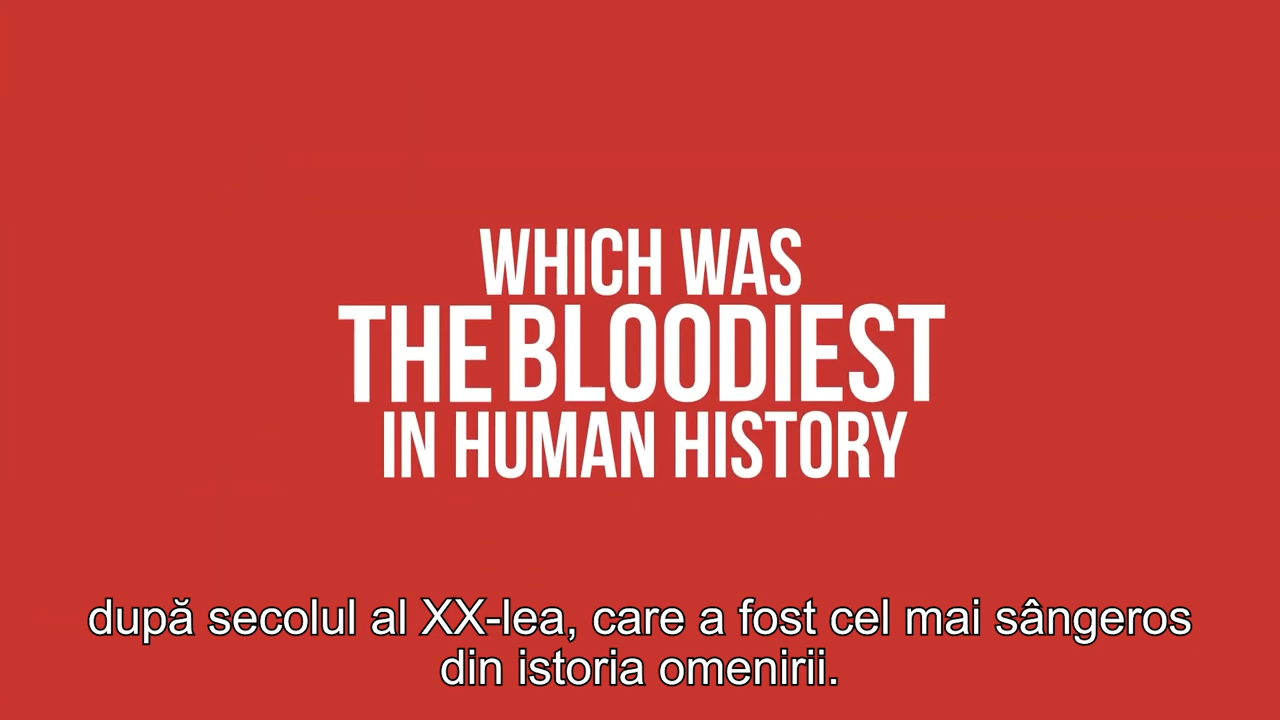 WHICH WAS
THE BLOODIEST
IN HUMAN HISTORY
după secolul al XX-lea, care a fost cel mai sângeros
din istoria omenirii.